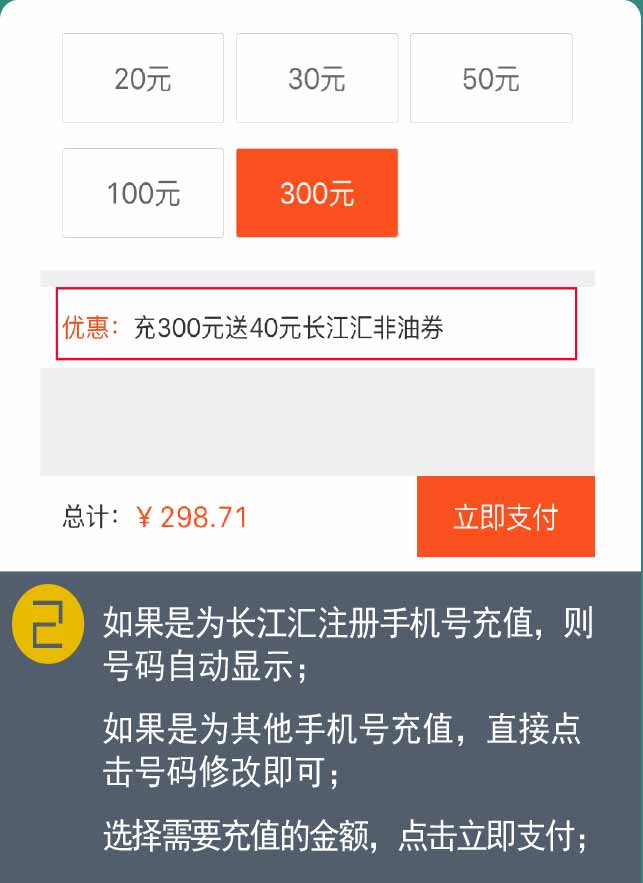 20元 30元 50元
100元 300元
优惠：充300元送40元长江汇非油券
总计：￥298.71 立即支付
2 如果是为长江汇注册手机号充值，则
号码自动显示；
如果是为其他手机号充值，直接点
击号码修改即可；
选择需要充值的金额，点击立即支付；